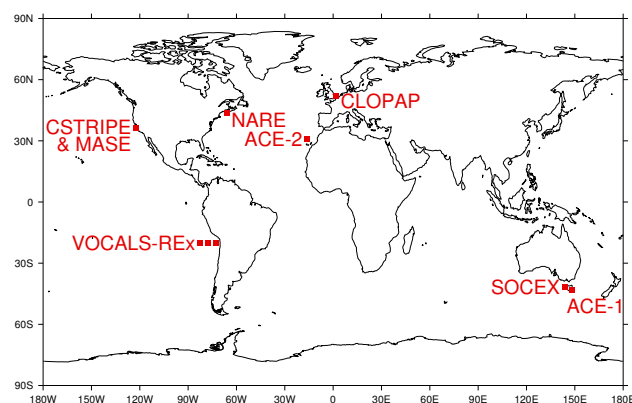 90N
60N
CLOPAP
NARE
CSTRIPE
& MASE
ACE-2
30N
0
VOCALS-REx
30S
SOCEX
ACE-1
60S
90S
180W 150W 120W 90W 60W 30W 0 30E 60E 90E 120E 150E 180E